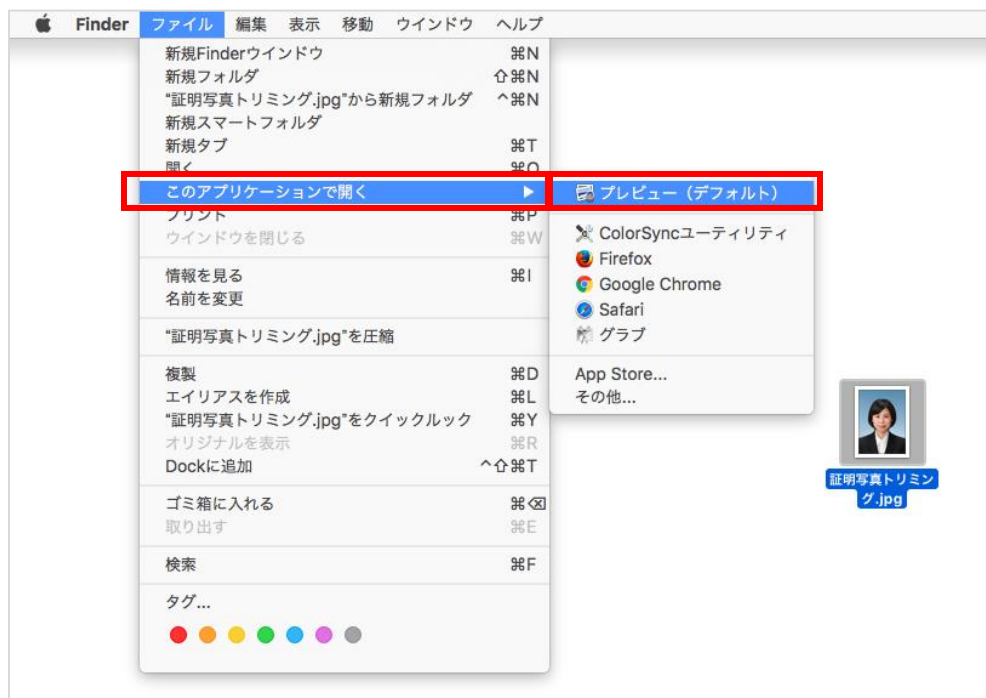 Finder ファイル 編集 表示 移動 ウインドウ ヘルプ
新規Finderウインドウ ⌘N
新規フォルダ ⇧⌘N
"証明写真トリミング.jpg"から新規フォルダ ^⌘N
新規スマートフォルダ
新規タブ ⌘T
開く ⌘O
このアプリケーションで開く ▶
プリント ⌘P
ウインドウを閉じる ⌘W
情報を見る ⌘I
名前を変更
"証明写真トリミング.jpg"を圧縮
複製 ⌘D
エイリアスを作成 ⌘L
"証明写真トリミング.jpg"をクイックルック ⌘Y
オリジナルを表示 ⌘R
Dockに追加 ^⇧⌘T
ゴミ箱に入れる ⌘⌫
取り出す ⌘E
検索 ⌘F
タグ...
プレビュー（デフォルト）
ColorSyncユーティリティ
Firefox
Google Chrome
Safari
グラブ
App Store...
その他...
証明写真トリミン
グ.jpg